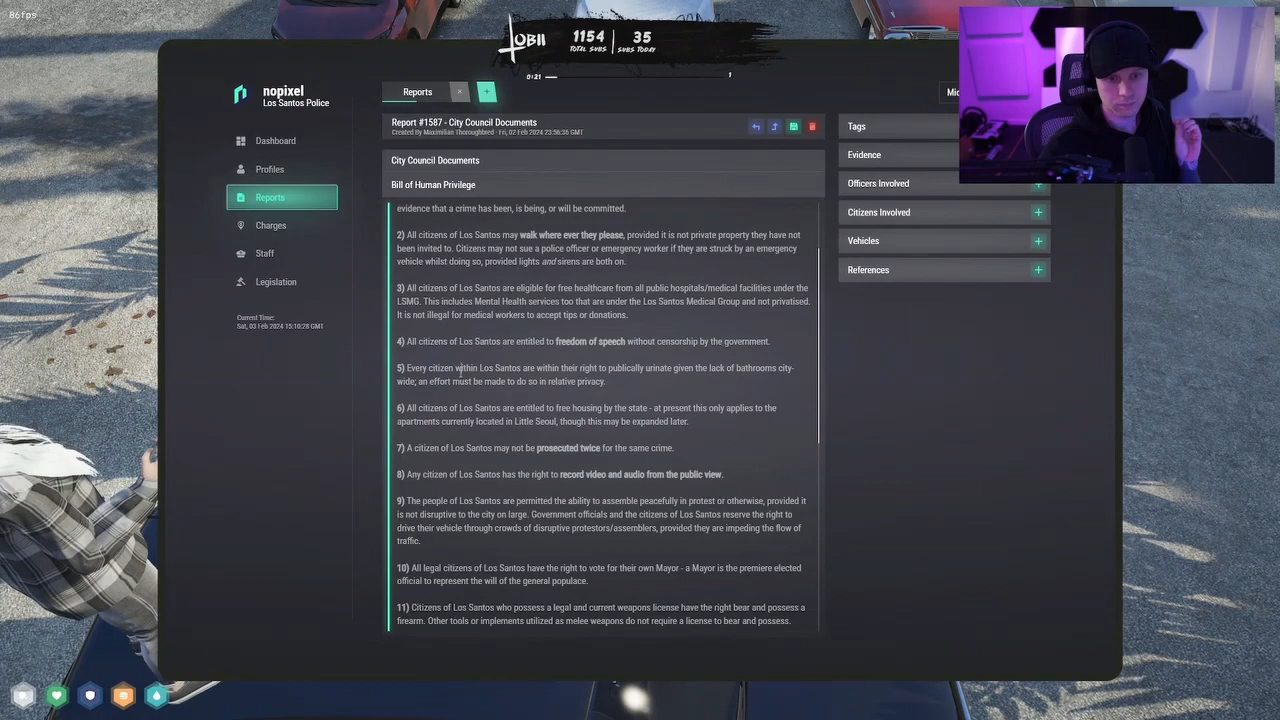 86fps
LOBII
1154
35
TOTAL SUBS
SUBS TODAY
0:21
1
nopixel
Los Santos Police
Reports
×
+
Dashboard
Profiles
Reports
Charges
Staff
Legislation
Current Time:
Sat, 03 Feb 2024 15:10:28 GMT
Report #1587 - City Council Documents
Created By Maximilian Thoroughbred - Fri, 02 Feb 2024 23:56:36 GMT
City Council Documents
Bill of Human Privilege
evidence that a crime has been, is being, or will be committed.
2) All citizens of Los Santos may walk where ever they please, provided it is not private property they have not
been invited to. Citizens may not sue a police officer or emergency worker if they are struck by an emergency
vehicle whilst doing so, provided lights and sirens are both on.
3) All citizens of Los Santos are eligible for free healthcare from all public hospitals/medical facilities under the
LSMG. This includes Mental Health services too that are under the Los Santos Medical Group and not privatised.
It is not illegal for medical workers to accept tips or donations.
4) All citizens of Los Santos are entitled to freedom of speech without censorship by the government.
5) Every citizen within Los Santos are within their right to publically urinate given the lack of bathrooms city-
wide; an effort must be made to do so in relative privacy.
6) All citizens of Los Santos are entitled to free housing by the state - at present this only applies to the
apartments currently located in Little Seoul, though this may be expanded later.
7) A citizen of Los Santos may not be prosecuted twice for the same crime.
8) Any citizen of Los Santos has the right to record video and audio from the public view.
9) The people of Los Santos are permitted the ability to assemble peacefully in protest or otherwise, provided it
is not disruptive to the city on large. Government officials and the citizens of Los Santos reserve the right to
drive their vehicle through crowds of disruptive protestors/assemblers, provided they are impeding the flow of
traffic.
10) All legal citizens of Los Santos have the right to vote for their own Mayor - a Mayor is the premiere elected
official to represent the will of the general populace.
11) Citizens of Los Santos who possess a legal and current weapons license have the right bear and possess a
firearm. Other tools or implements utilized as melee weapons do not require a license to bear and possess.
Tags
Evidence
Officers Involved
Citizens Involved
Vehicles
References